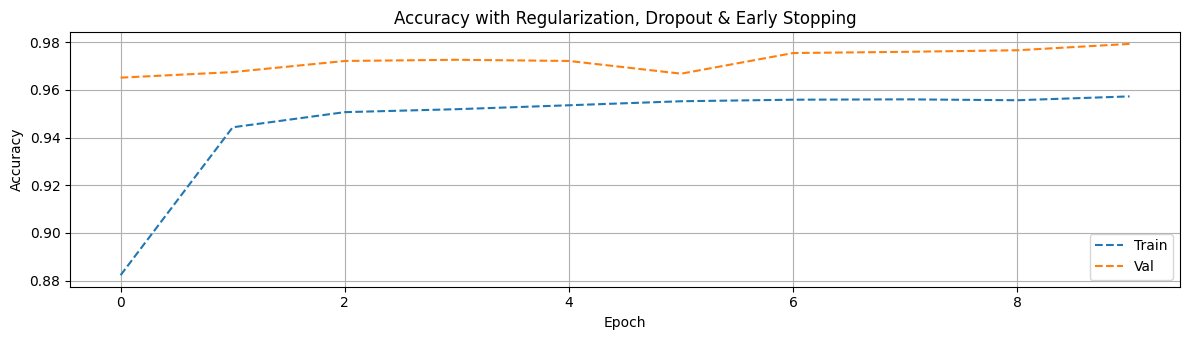 Accuracy with Regularization, Dropout & Early Stopping
Accuracy
0.98
0.96
0.94
0.92
0.90
0.88
0
2
4
6
8
Epoch
Train
Val